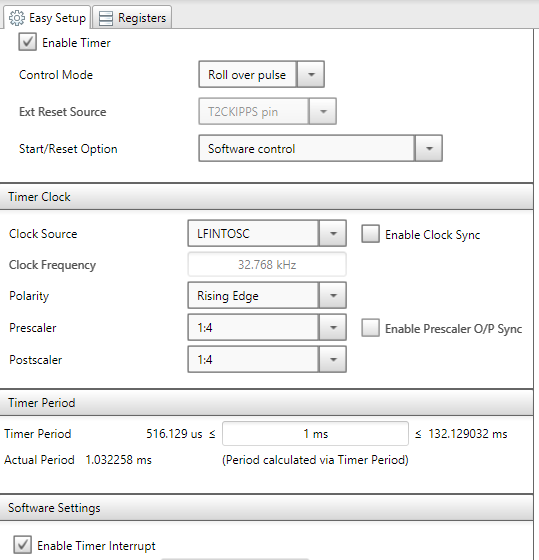 Easy Setup Registers
Enable Timer
Control Mode Roll over pulse
Ext Reset Source T2CKIPPS pin
Start/Reset Option Software control
Timer Clock
Clock Source LFINTOSC Enable Clock Sync
Clock Frequency 32.768 kHz
Polarity Rising Edge
Prescaler 1:4 Enable Prescaler O/P Sync
Postscaler 1:4
Timer Period
Timer Period 516.129 us ≤ 1 ms ≤ 132.129032 ms
Actual Period 1.032258 ms (Period calculated via Timer Period)
Software Settings
Enable Timer Interrupt